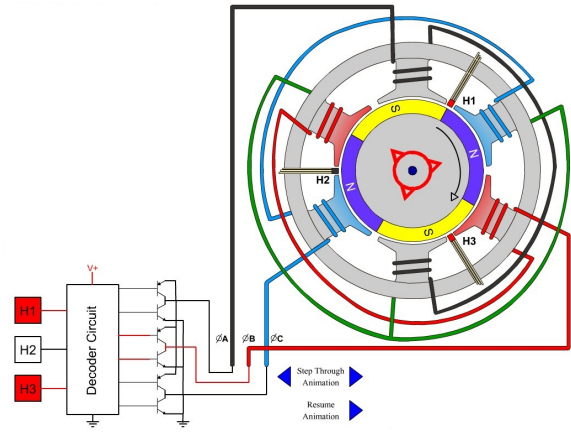 H1
S
N
H2
N
S
H3
V+
H1
H2
H3
Decoder Circuit
ØA
ØB
ØC
Step Through
Animation
Resume
Animation